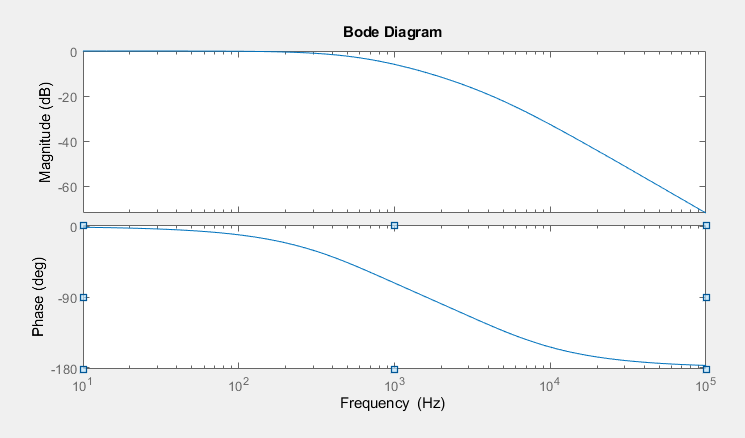 Bode Diagram
Magnitude (dB)
0
-20
-40
-60
Phase (deg)
0
-90
-180
10^1 10^2 10^3 10^4 10^5
Frequency (Hz)